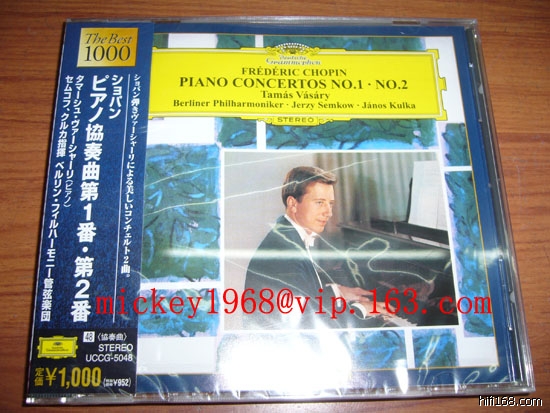 The Best
1000
ショパン
ピアノ協奏曲第1番・第2番
タマーシュ・ヴァーシャーリ(ピアノ)
セムコフ、クルカ指揮 ベルリン・フィルハーモニー管弦楽団
ショパン弾きヴァーシャーリによる美しいコンチェルト2曲。
48 (協奏曲)
STEREO
UCCG-5048
定価¥1,000
Deutsche
Grammophon
FRÉDÉRIC CHOPIN
PIANO CONCERTOS NO.1 · NO.2
Tamás Vásáry
Berliner Philharmoniker · Jerzy Semkow · János Kulka
STEREO
mickey1968@vip.163.com
hifi168.com